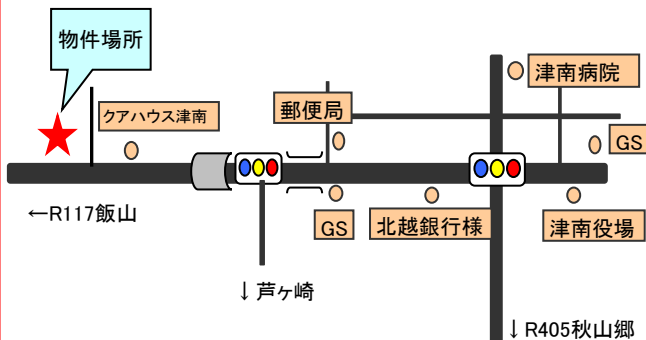 物件場所
津南病院
クアハウス津南
郵便局
GS
←R117飯山
GS
北越銀行様
津南役場
↓芦ヶ崎
↓R405秋山郷